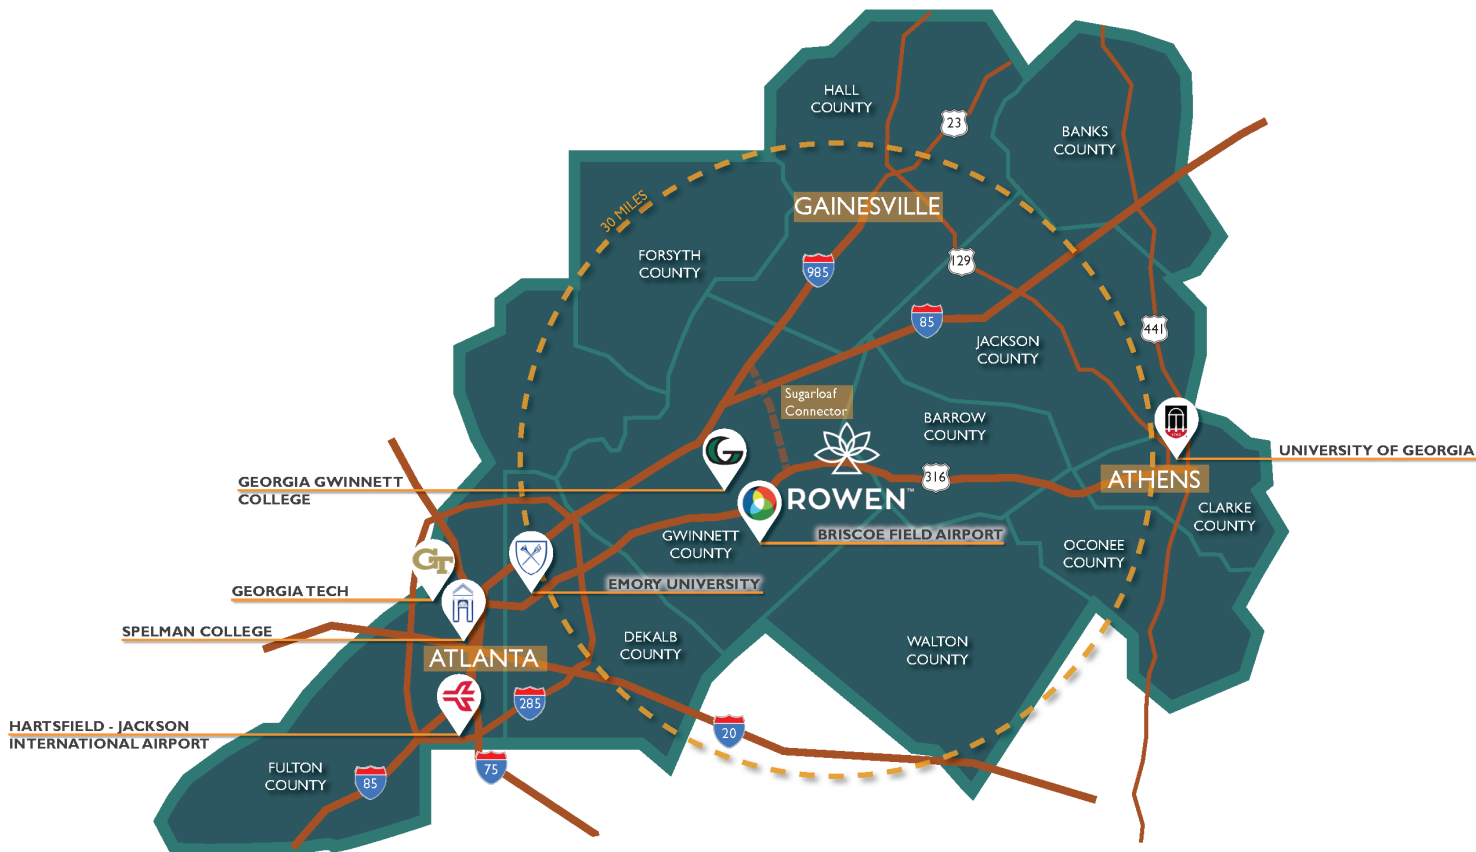 HALL
COUNTY
23
BANKS
COUNTY
30 MILES
GAINESVILLE
FORSYTH
COUNTY
985
129
85
441
JACKSON
COUNTY
Sugarloaf
Connector
BARROW
COUNTY
G
UNIVERSITY OF GEORGIA
GEORGIA GWINNETT
COLLEGE
316
ATHENS
ROWEN™
CLARKE
COUNTY
GWINNETT
COUNTY
BRISCOE FIELD AIRPORT
OCONEE
COUNTY
GT
EMORY UNIVERSITY
GEORGIA TECH
SPELMAN COLLEGE
DEKALB
COUNTY
WALTON
COUNTY
ATLANTA
285
HARTSFIELD - JACKSON
INTERNATIONAL AIRPORT
20
FULTON
COUNTY
85
75